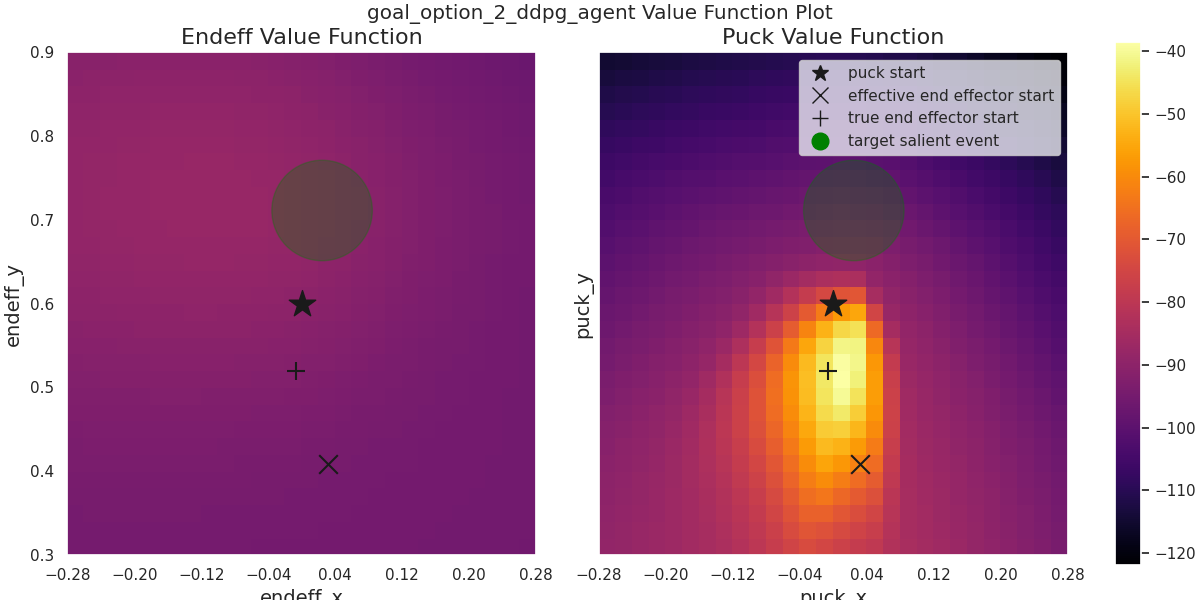 goal_option_2_ddpg_agent Value Function Plot
Endeff Value Function
Puck Value Function
puck start
effective end effector start
true end effector start
target salient event
endeff_y
0.9
0.8
0.7
0.6
0.5
0.4
0.3
−0.28 −0.20 −0.12 −0.04 0.04 0.12 0.20 0.28
endeff_x
puck_y
−0.28 −0.20 −0.12 −0.04 0.04 0.12 0.20 0.28
puck_x
−40
−50
−60
−70
−80
−90
−100
−110
−120